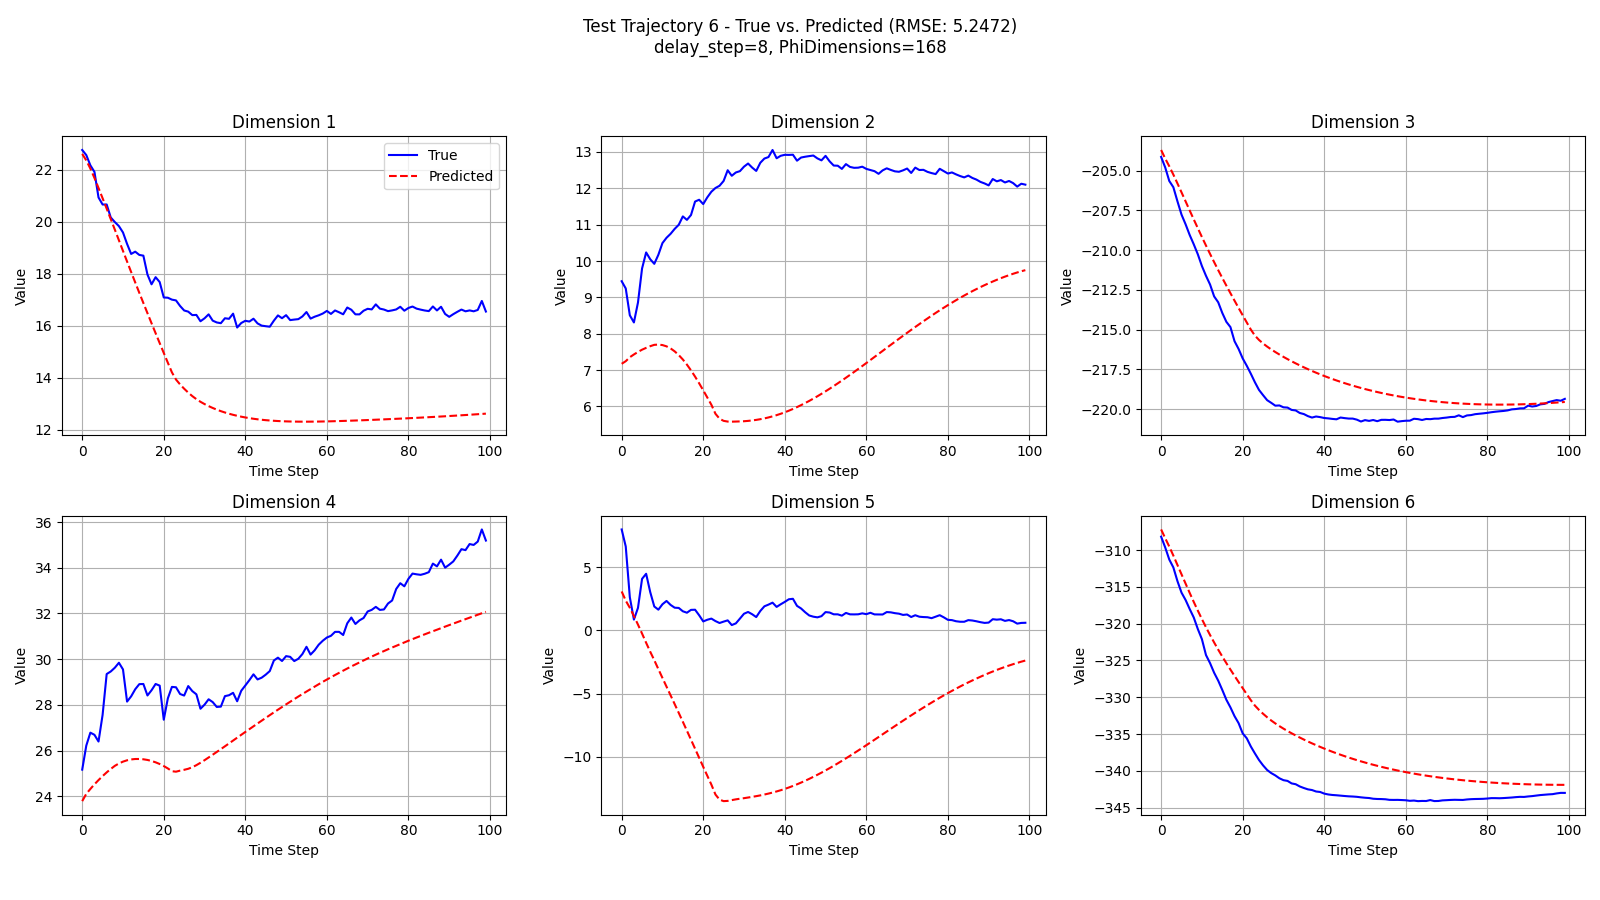 Test Trajectory 6 - True vs. Predicted (RMSE: 5.2472)
delay_step=8, PhiDimensions=168
Dimension 1
22
20
18
16
14
12
Value
0 20 40 60 80 100
Time Step
True
Predicted
Dimension 2
13
12
11
10
9
8
7
6
Value
0 20 40 60 80 100
Time Step
Dimension 3
−205.0
−207.5
−210.0
−212.5
−215.0
−217.5
−220.0
Value
0 20 40 60 80 100
Time Step
Dimension 4
36
34
32
30
28
26
24
Value
0 20 40 60 80 100
Time Step
Dimension 5
5
0
−5
−10
Value
0 20 40 60 80 100
Time Step
Dimension 6
−310
−315
−320
−325
−330
−335
−340
−345
Value
0 20 40 60 80 100
Time Step